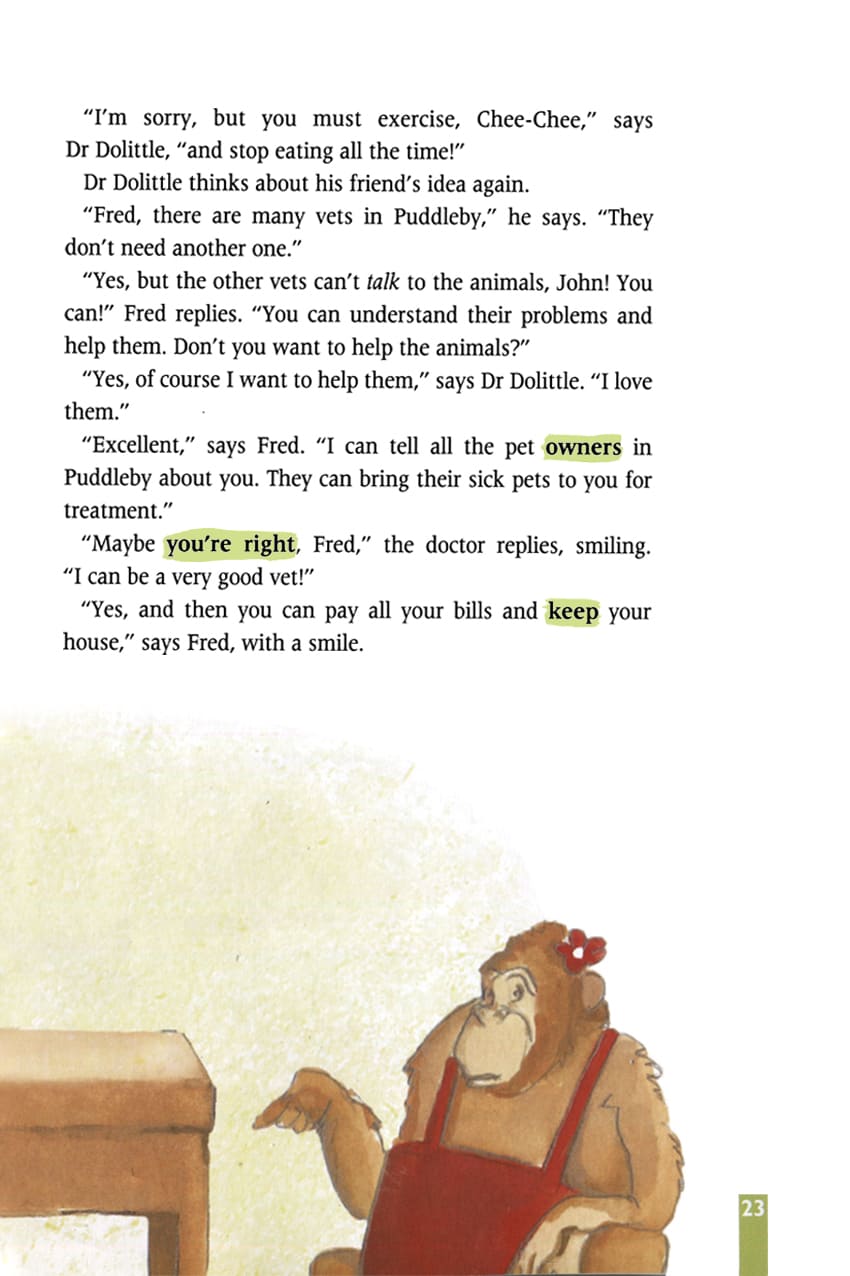 “I’m sorry, but you must exercise, Chee-Chee,” says
Dr Dolittle, “and stop eating all the time!”
Dr Dolittle thinks about his friend’s idea again.
“Fred, there are many vets in Puddleby,” he says. “They
don’t need another one.”
“Yes, but the other vets can’t talk to the animals, John! You
can!” Fred replies. “You can understand their problems and
help them. Don’t you want to help the animals?”
“Yes, of course I want to help them,” says Dr Dolittle. “I love
them.”
“Excellent,” says Fred. “I can tell all the pet owners in
Puddleby about you. They can bring their sick pets to you for
treatment.”
“Maybe you’re right, Fred,” the doctor replies, smiling.
“I can be a very good vet!”
“Yes, and then you can pay all your bills and keep your
house,” says Fred, with a smile.
23